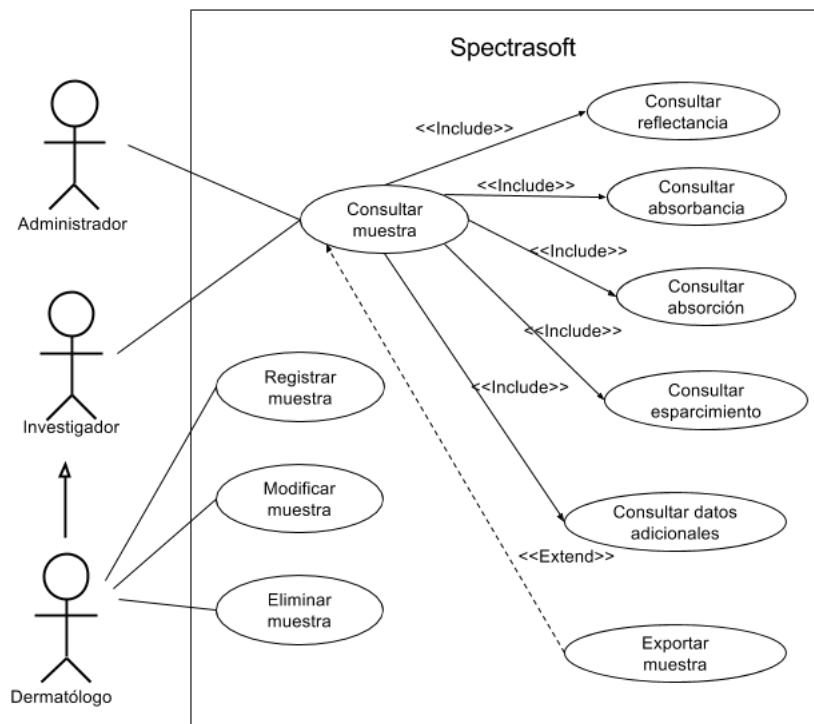 Spectrasoft
Consultar
reflectancia
<<Include>>
Administrador
Consultar
muestra
<<Include>>
Consultar
absorbancia
<<Include>>
Consultar
absorción
<<Include>>
Consultar
esparcimiento
Investigador
Registrar
muestra
<<Include>>
Modificar
muestra
Consultar datos
adicionales
<<Extend>>
Eliminar
muestra
Exportar
muestra
Dermatólogo